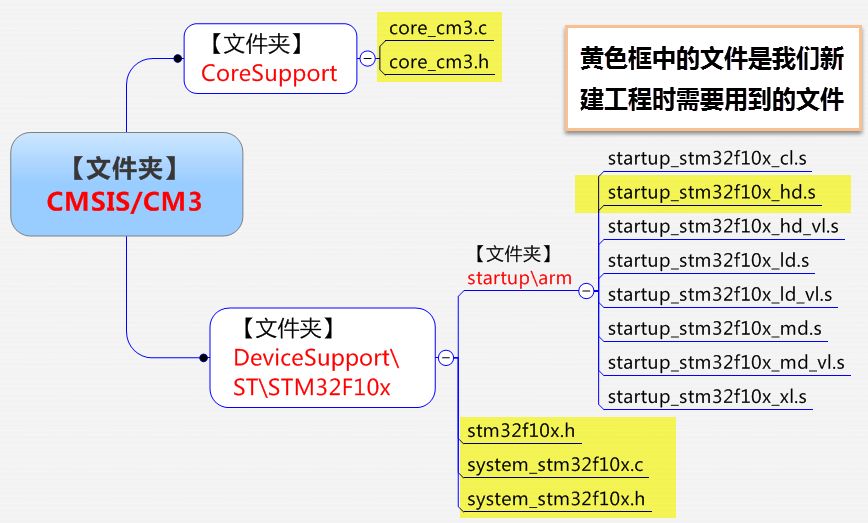 【文件夹】
CoreSupport
core_cm3.c
core_cm3.h
黄色框中的文件是我们新
建工程时需要用到的文件
【文件夹】
CMSIS/CM3
【文件夹】
DeviceSupport\
ST\STM32F10x
【文件夹】
startup\arm
startup_stm32f10x_cl.s
startup_stm32f10x_hd.s
startup_stm32f10x_hd_vl.s
startup_stm32f10x_ld.s
startup_stm32f10x_ld_vl.s
startup_stm32f10x_md.s
startup_stm32f10x_md_vl.s
startup_stm32f10x_xl.s
stm32f10x.h
system_stm32f10x.c
system_stm32f10x.h